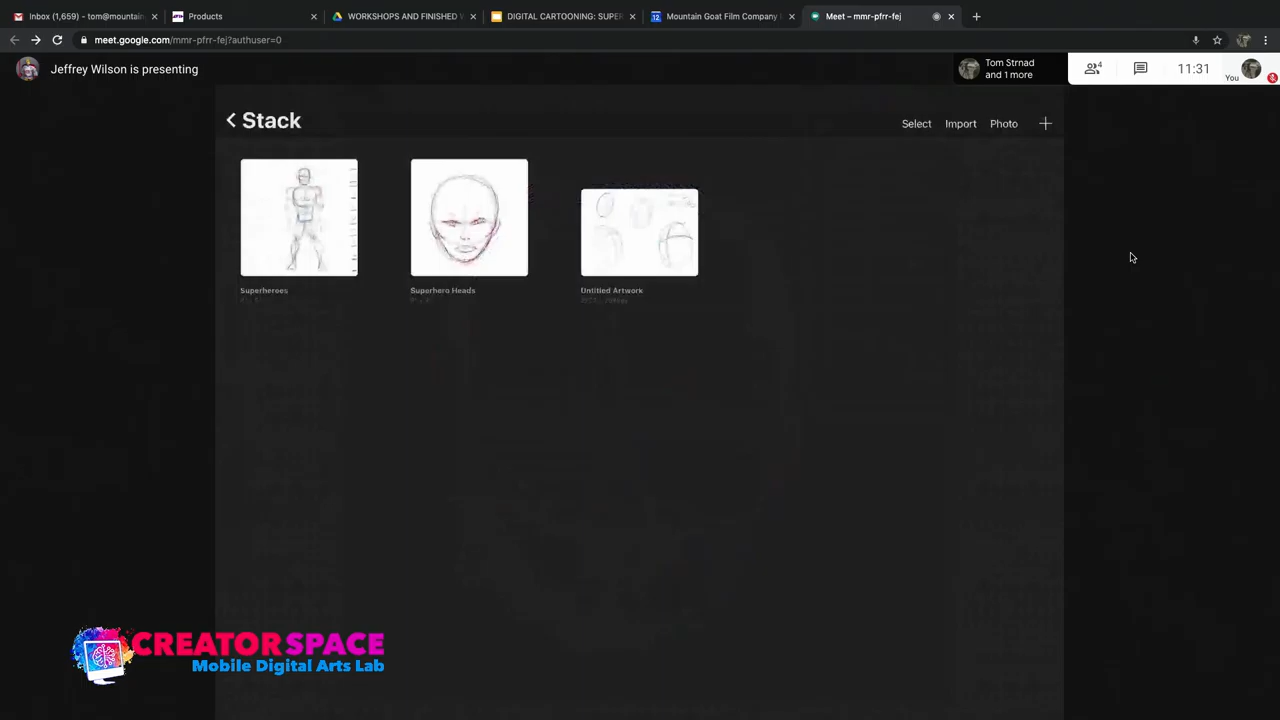 Inbox (1,659) - tom@mountain
Products
WORKSHOPS AND FINISHED
DIGITAL CARTOONING: SUPER
Mountain Goat Film Company
Meet – mmr-pfrr-fej
meet.google.com/mmr-pfrr-fej?authuser=0
Jeffrey Wilson is presenting
Tom Strnad
and 1 more
4
11:31
You
Stack
Select
Import
Photo
Superheroes
Superhero Heads
Untitled Artwork
CREATORSPACE
Mobile Digital Arts Lab